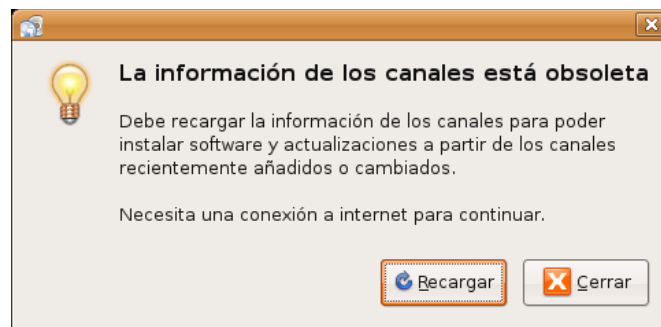 La información de los canales está obsoleta
Debe recargar la información de los canales para poder
instalar software y actualizaciones a partir de los canales
recientemente añadidos o cambiados.
Necesita una conexión a internet para continuar.
Recargar
Cerrar